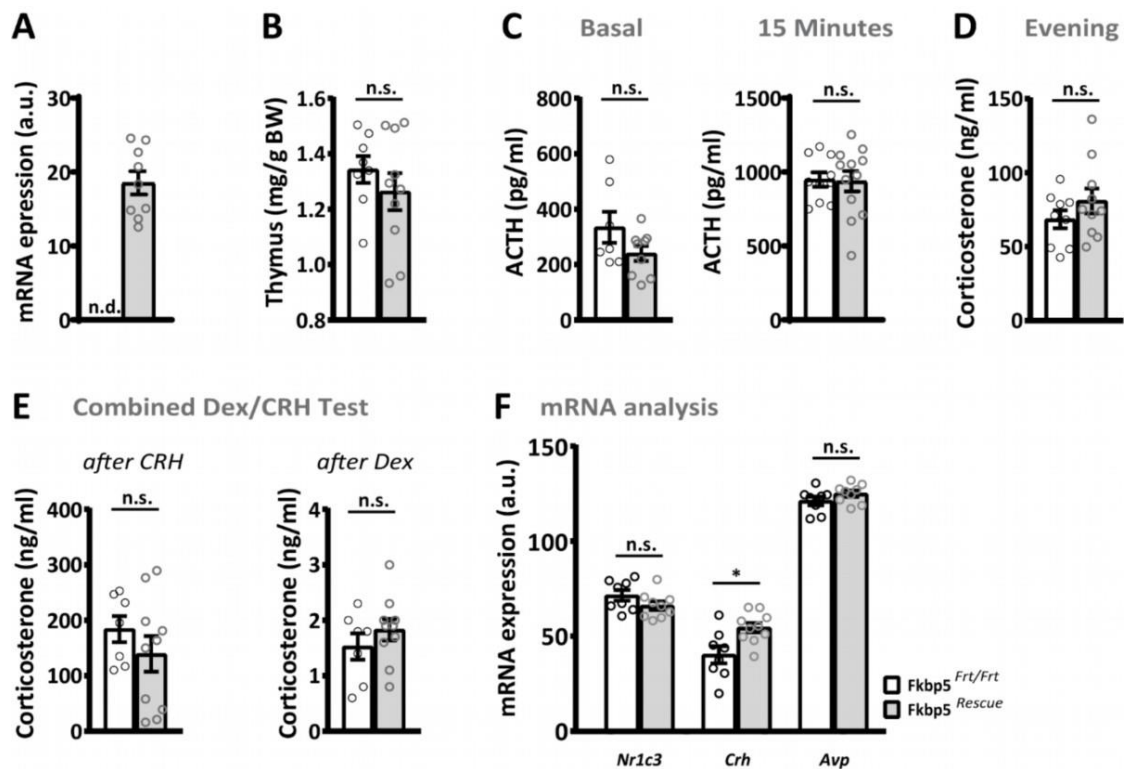 A
mRNA epression (a.u.)
30
20
10
0
n.d.
B
n.s.
Thymus (mg/g BW)
1.6
1.4
1.2
1.0
0.8
C
Basal
n.s.
ACTH (pg/ml)
800
600
400
200
0
15 Minutes
n.s.
ACTH (pg/ml)
1500
1000
500
0
D
Evening
n.s.
Corticosterone (ng/ml)
150
100
50
0
E
Combined Dex/CRH Test
after CRH
n.s.
Corticosterone (ng/ml)
400
300
200
100
0
after Dex
n.s.
Corticosterone (ng/ml)
4
3
2
1
0
F
mRNA analysis
mRNA expression (a.u.)
150
100
50
0
n.s.
*
n.s.
Nr1c3
Crh
Avp
Fkbp5 Frt/Frt
Fkbp5 Rescue